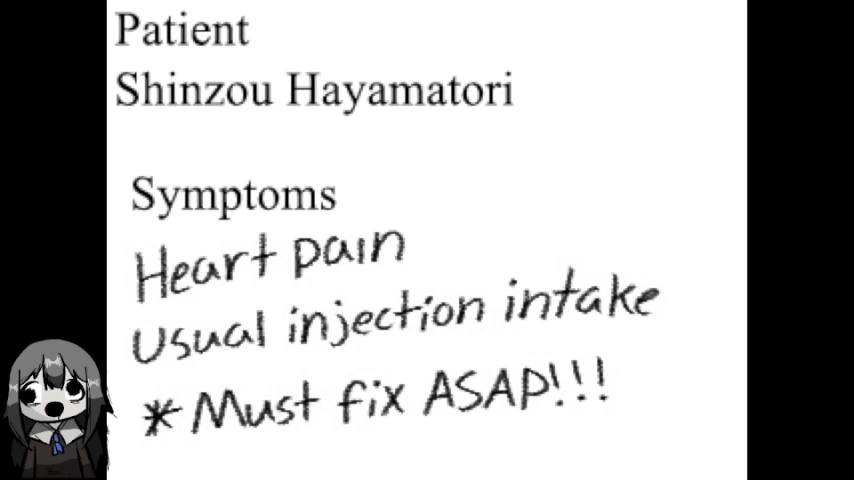 Patient
Shinzou Hayamatori
Symptoms
Heart pain
Usual injection intake
*Must fix ASAP!!!